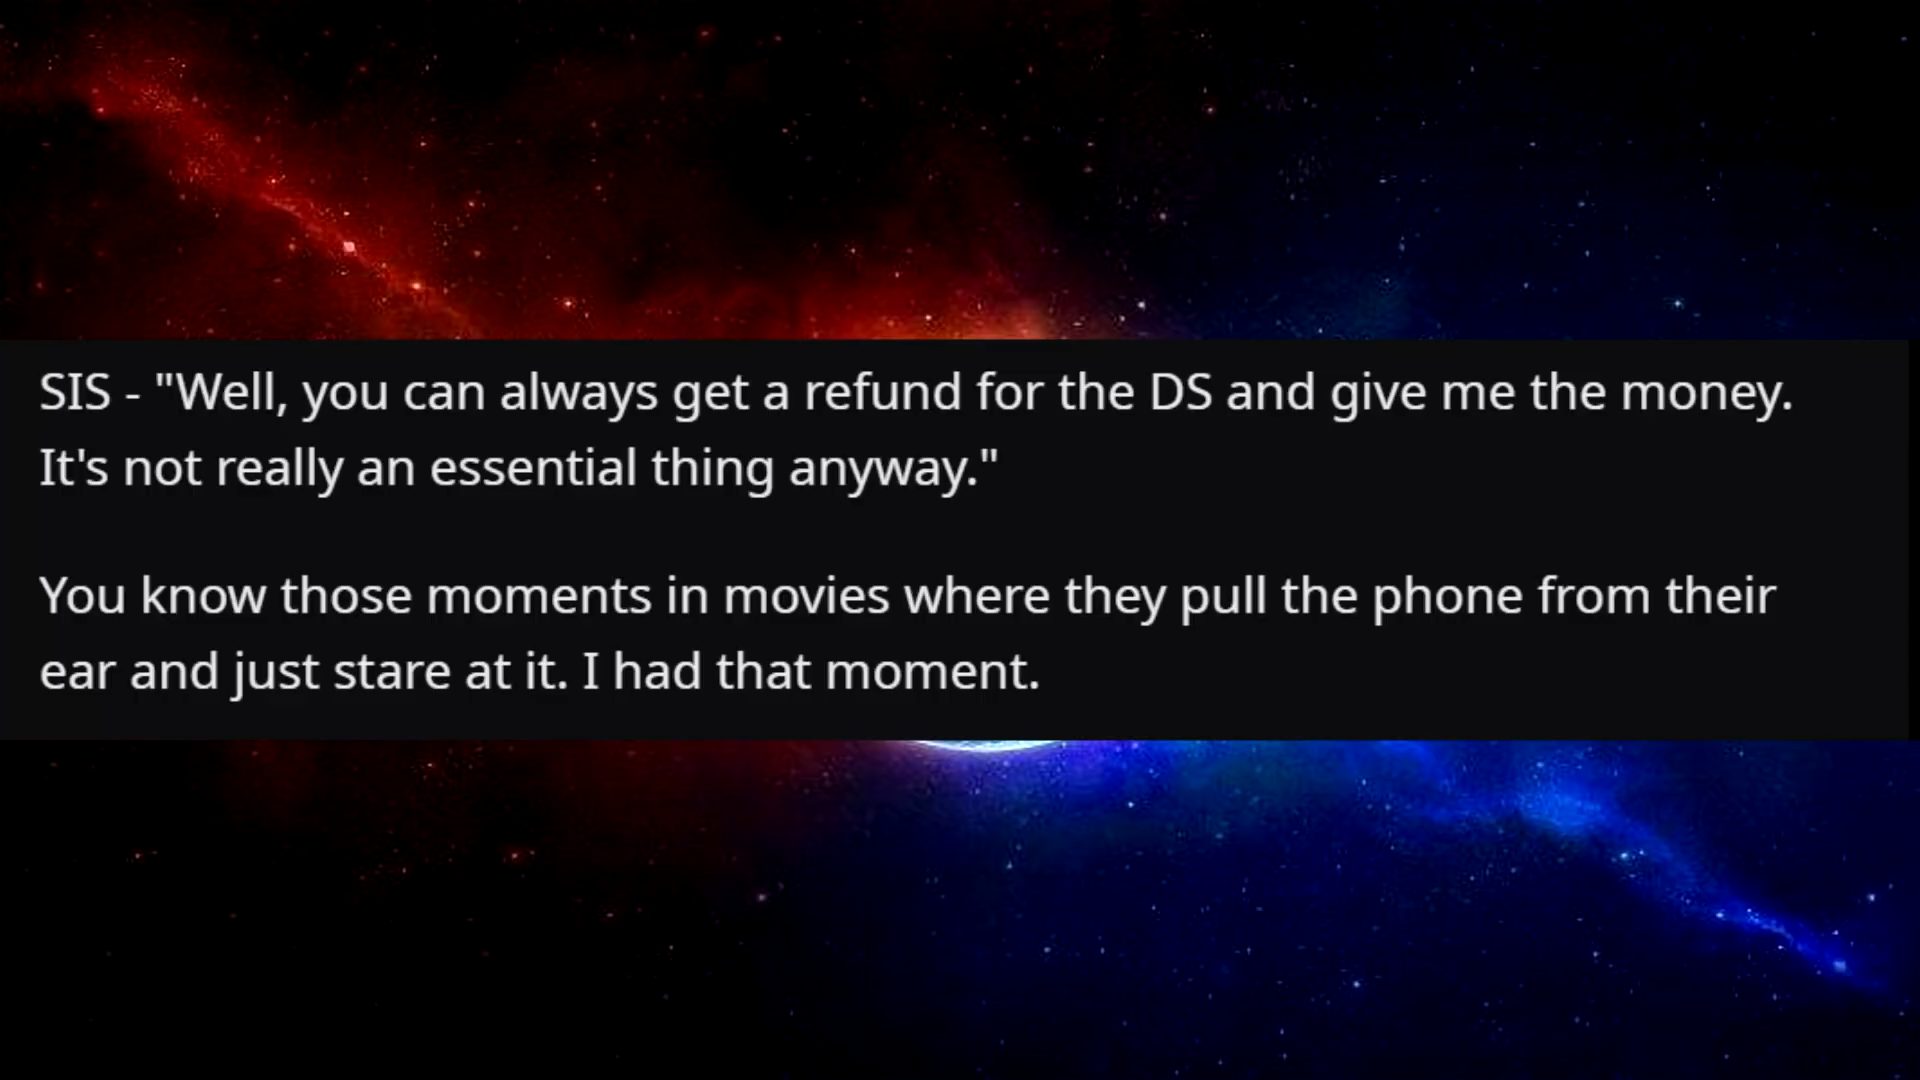 SIS - "Well, you can always get a refund for the DS and give me the money.
It's not really an essential thing anyway."
You know those moments in movies where they pull the phone from their
ear and just stare at it. I had that moment.